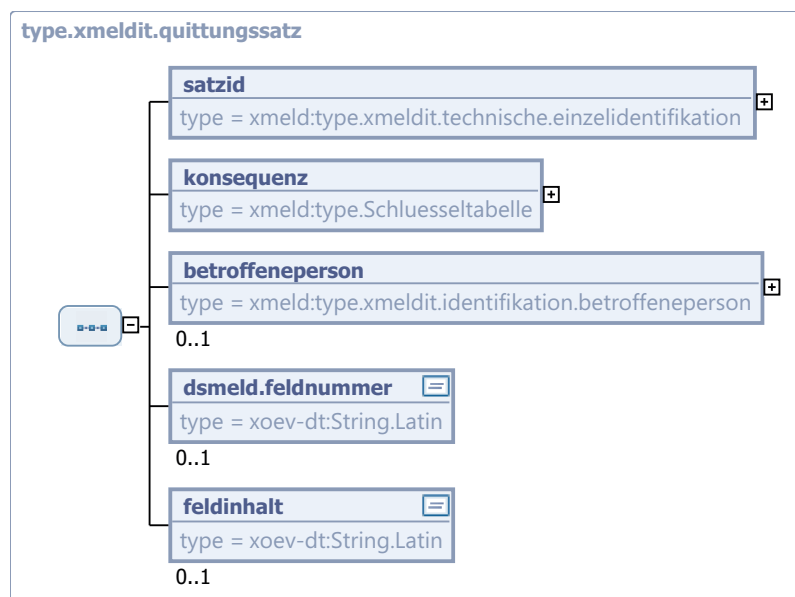 type.xmeldit.quittungssatz
satzid
type = xmeld:type.xmeldit.technische.einzelidentifikation
konsequenz
type = xmeld:type.Schluesseltabelle
betroffeneperson
type = xmeld:type.xmeldit.identifikation.betroffeneperson
0..1
dsmeld.feldnummer
type = xoev-dt:String.Latin
0..1
feldinhalt
type = xoev-dt:String.Latin
0..1